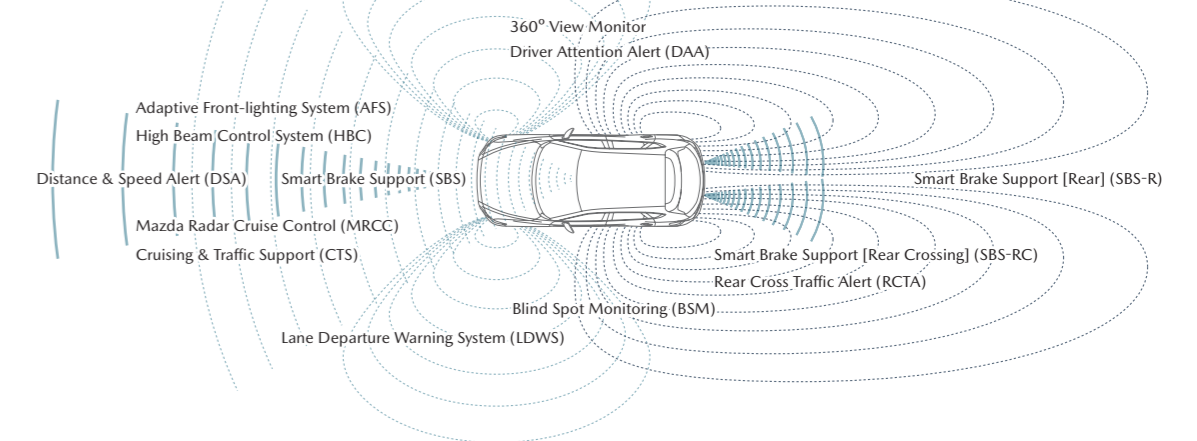 360° View Monitor
Driver Attention Alert (DAA)
Adaptive Front-lighting System (AFS)
High Beam Control System (HBC)
Distance & Speed Alert (DSA)
Smart Brake Support (SBS)
Smart Brake Support [Rear] (SBS-R)
Mazda Radar Cruise Control (MRCC)
Cruising & Traffic Support (CTS)
Smart Brake Support [Rear Crossing] (SBS-RC)
Rear Cross Traffic Alert (RCTA)
Blind Spot Monitoring (BSM)
Lane Departure Warning System (LDWS)